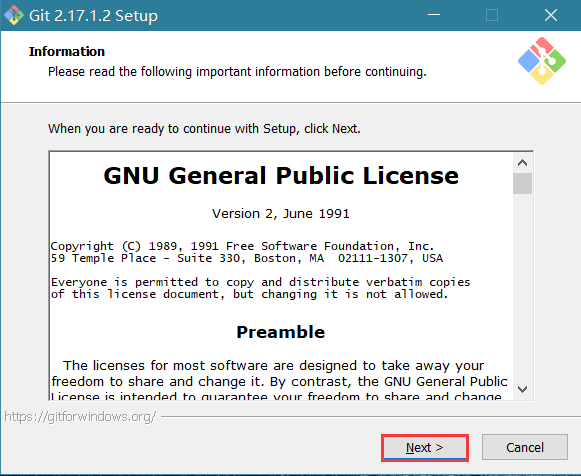 Git 2.17.1.2 Setup
Information
Please read the following important information before continuing.
When you are ready to continue with Setup, click Next.
GNU General Public License
Version 2, June 1991
Copyright (C) 1989, 1991 Free Software Foundation, Inc.
59 Temple Place - Suite 330, Boston, MA  02111-1307, USA
Everyone is permitted to copy and distribute verbatim copies
of this license document, but changing it is not allowed.
Preamble
The licenses for most software are designed to take away your
freedom to share and change it. By contrast, the GNU General Public
License is intended to guarantee your freedom to share and change
https://gitforwindows.org/
Next >
Cancel